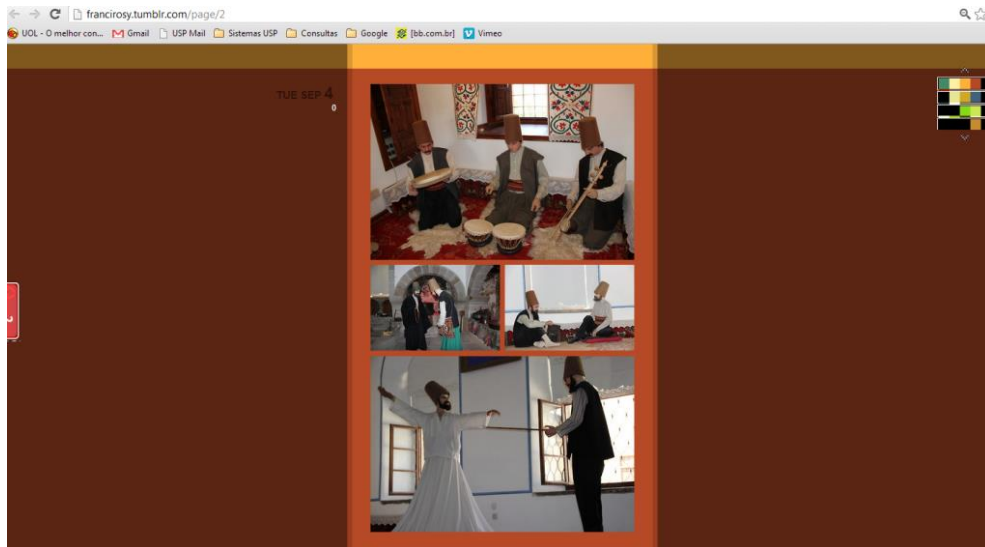 francirosy.tumblr.com/page/2
UOL - O melhor con... Gmail USP Mail Sistemas USP Consultas Google [bb.com.br] Vimeo
TUE SEP 4
0